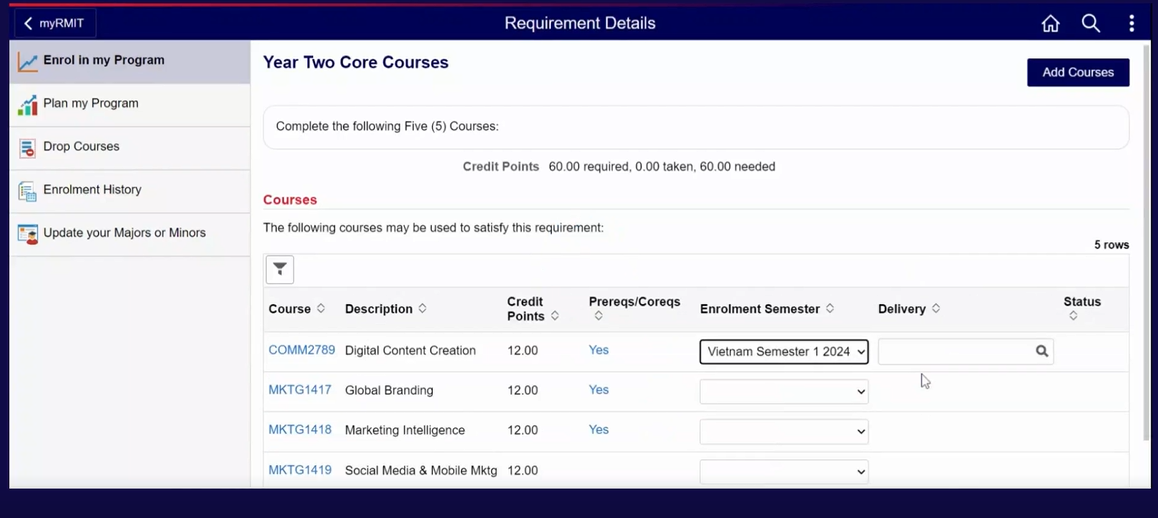 myRMIT
Requirement Details
Enrol in my Program
Plan my Program
Drop Courses
Enrolment History
Update your Majors or Minors
Year Two Core Courses
Add Courses
Complete the following Five (5) Courses:
Credit Points 60.00 required, 0.00 taken, 60.00 needed
Courses
The following courses may be used to satisfy this requirement:
5 rows
Course Description Credit Points Prereqs/Coreqs Enrolment Semester Delivery Status
COMM2789 Digital Content Creation 12.00 Yes Vietnam Semester 1 2024
MKTG1417 Global Branding 12.00 Yes
MKTG1418 Marketing Intelligence 12.00 Yes
MKTG1419 Social Media & Mobile Mktg 12.00